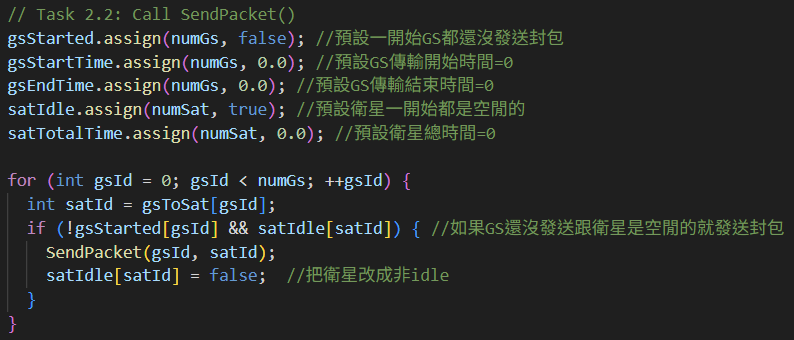 // Task 2.2: Call SendPacket()
gsStarted.assign(numGs, false); //預設一開始GS都還沒發送封包
gsStartTime.assign(numGs, 0.0); //預設GS傳輸開始時間=0
gsEndTime.assign(numGs, 0.0); //預設GS傳輸結束時間=0
satIdle.assign(numSat, true); //預設衛星一開始都是空閒的
satTotalTime.assign(numSat, 0.0); //預設衛星總時間=0

for (int gsId = 0; gsId < numGs; ++gsId) {
  int satId = gsToSat[gsId];
  if (!gsStarted[gsId] && satIdle[satId]) { //如果GS還沒發送跟衛星是空閒的就發送封包
    SendPacket(gsId, satId);
    satIdle[satId] = false;  //把衛星改成非idle
  }
}